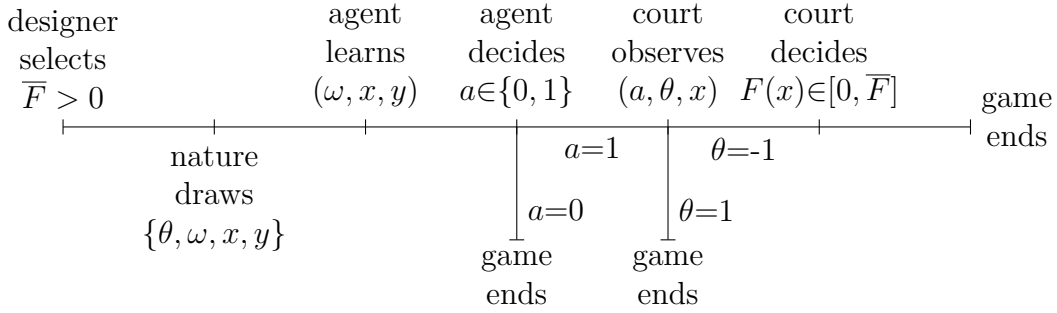 designer
selects
F̅ > 0
agent
learns
(ω, x, y)
agent
decides
a∈{0, 1}
court
observes
(a, θ, x)
court
decides
F(x)∈[0, F̅]
game
ends
nature
draws
{θ, ω, x, y}
a=1
θ=-1
a=0
θ=1
game
ends
game
ends